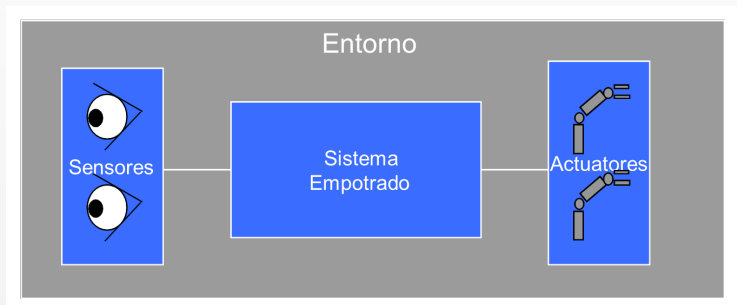 Entorno
Sensores
Sistema
Empotrado
Actuatores